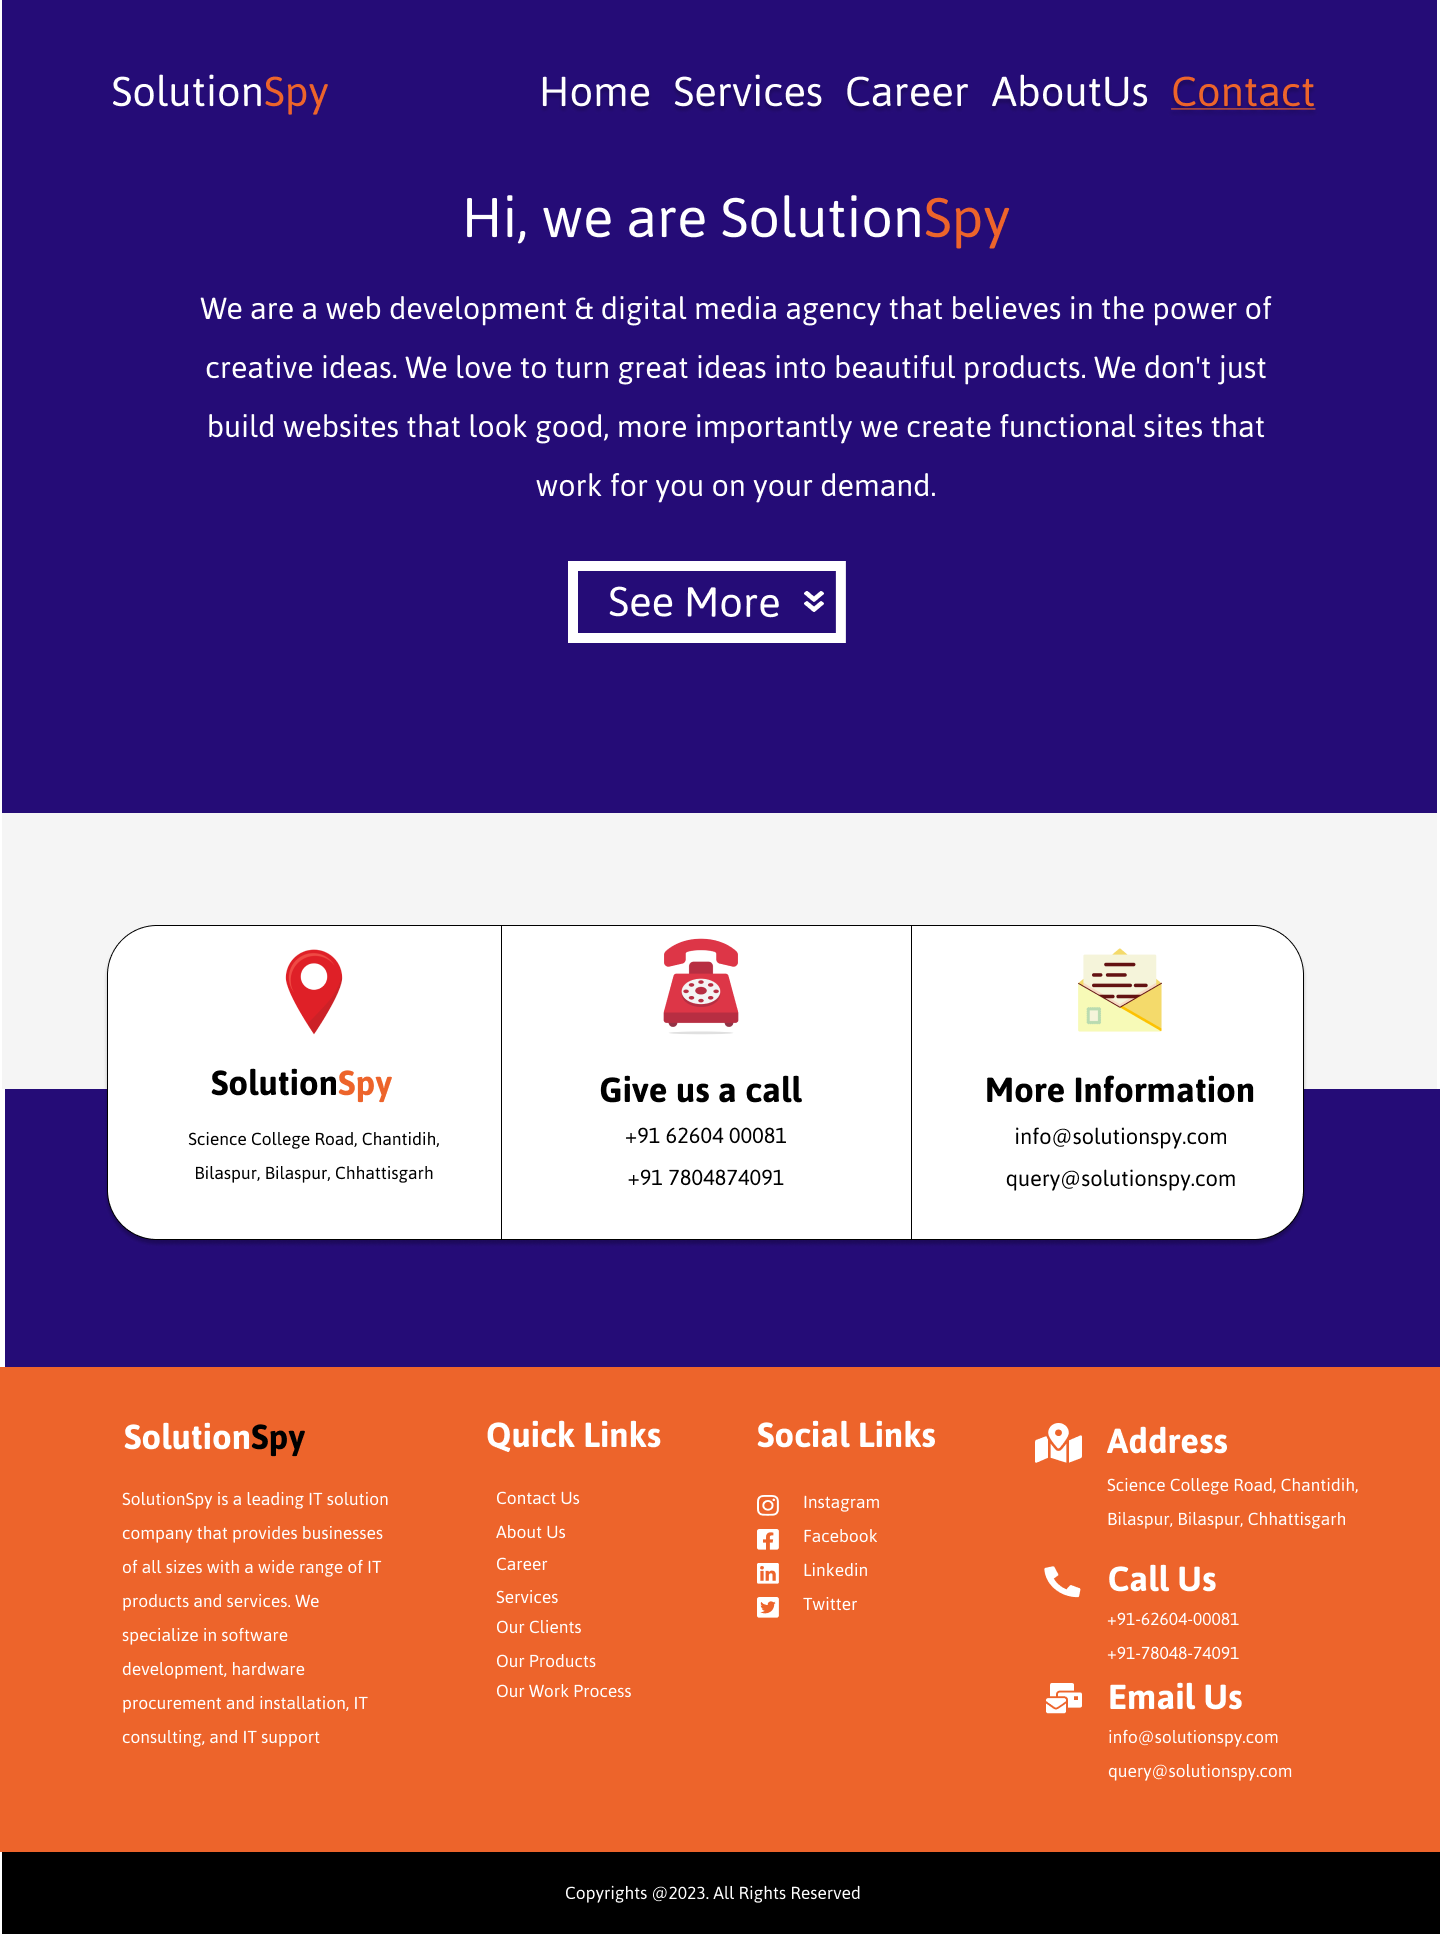 SolutionSpy
Home Services Career AboutUs Contact
Hi, we are SolutionSpy
We are a web development & digital media agency that believes in the power of
creative ideas. We love to turn great ideas into beautiful products. We don't just
build websites that look good, more importantly we create functional sites that
work for you on your demand.
See More
SolutionSpy
Science College Road, Chantidih,
Bilaspur, Bilaspur, Chhattisgarh
Give us a call
+91 62604 00081
+91 7804874091
More Information
info@solutionspy.com
query@solutionspy.com
SolutionSpy
SolutionSpy is a leading IT solution
company that provides businesses
of all sizes with a wide range of IT
products and services. We
specialize in software
development, hardware
procurement and installation, IT
consulting, and IT support
Quick Links
Contact Us
About Us
Career
Services
Our Clients
Our Products
Our Work Process
Social Links
Instagram
Facebook
Linkedin
Twitter
Address
Science College Road, Chantidih,
Bilaspur, Bilaspur, Chhattisgarh
Call Us
+91-62604-00081
+91-78048-74091
Email Us
info@solutionspy.com
query@solutionspy.com
Copyrights @2023. All Rights Reserved